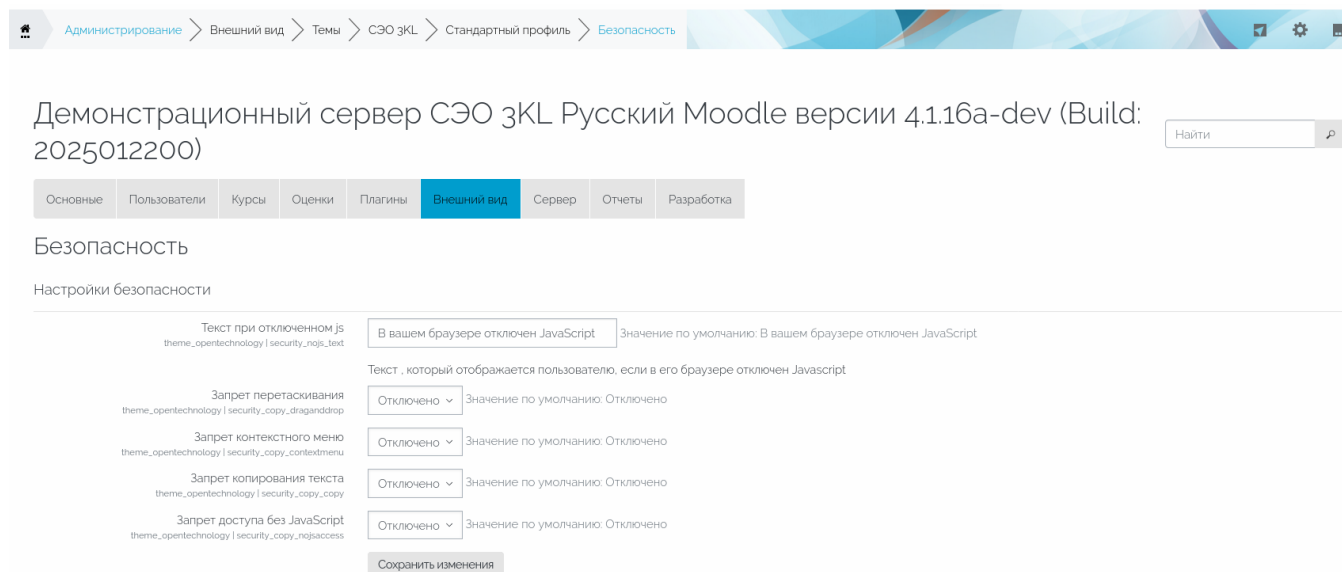 Администрирование Внешний вид Темы СЭО 3KL Стандартный профиль Безопасность
Демонстрационный сервер СЭО 3KL Русский Moodle версии 4.1.16a-dev (Build:
2025012200)
Найти
Основные Пользователи Курсы Оценки Плагины Внешний вид Сервер Отчеты Разработка
Безопасность
Настройки безопасности
Текст при отключенном js
theme_opentechnology | security_nojs_text
В вашем браузере отключен JavaScript Значение по умолчанию: В вашем браузере отключен JavaScript
Текст , который отображается пользователю, если в его браузере отключен Javascript
Запрет перетаскивания
theme_opentechnology | security_copy_draganddrop
Отключено Значение по умолчанию: Отключено
Запрет контекстного меню
theme_opentechnology | security_copy_contextmenu
Отключено Значение по умолчанию: Отключено
Запрет копирования текста
theme_opentechnology | security_copy_copy
Отключено Значение по умолчанию: Отключено
Запрет доступа без JavaScript
theme_opentechnology | security_copy_nojsaccess
Отключено Значение по умолчанию: Отключено
Сохранить изменения